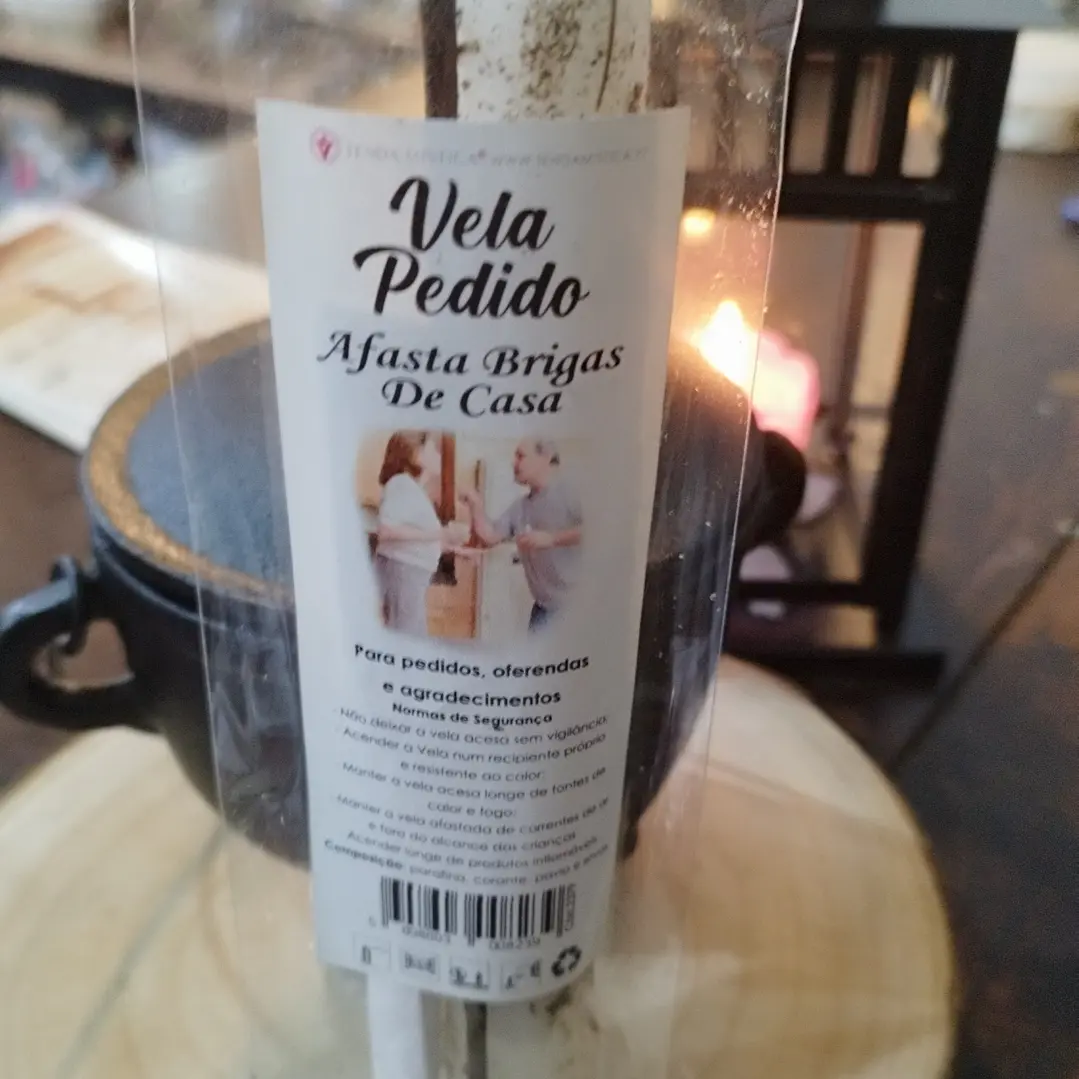 Vela
Pedido
Afasta Brigas
De Casa
Para pedidos, oferendas
e agradecimentos
Normas de Segurança
- Não deixar a vela acesa sem vigilância;
Acender a Vela num recipiente próprio
e resistente ao calor;
Manter a vela acesa longe de fontes de
calor e fogo;
Manter a vela afastada de correntes de ar
e fora do alcance das crianças
Acender longe de produtos inflamáveis
Composição: parafina, corante, pavio e ervas